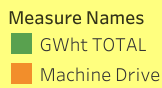 Measure Names
GWht TOTAL
Machine Drive